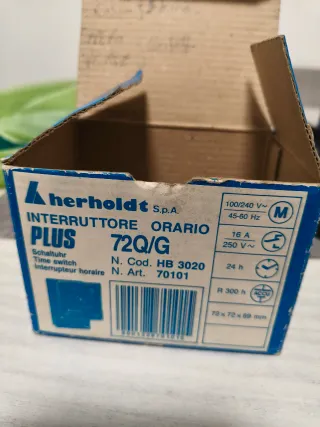 herholdt S.p.A.
INTERRUTTORE ORARIO
PLUS 72Q/G
Schaltuhr
Time switch
Interrupteur horaire
N. Cod. HB 3020
N. Art. 70101
100/240 V~
45-60 Hz
M
16 A
250 V~
24 h
R 300 h
72 x 72 x 69 mm